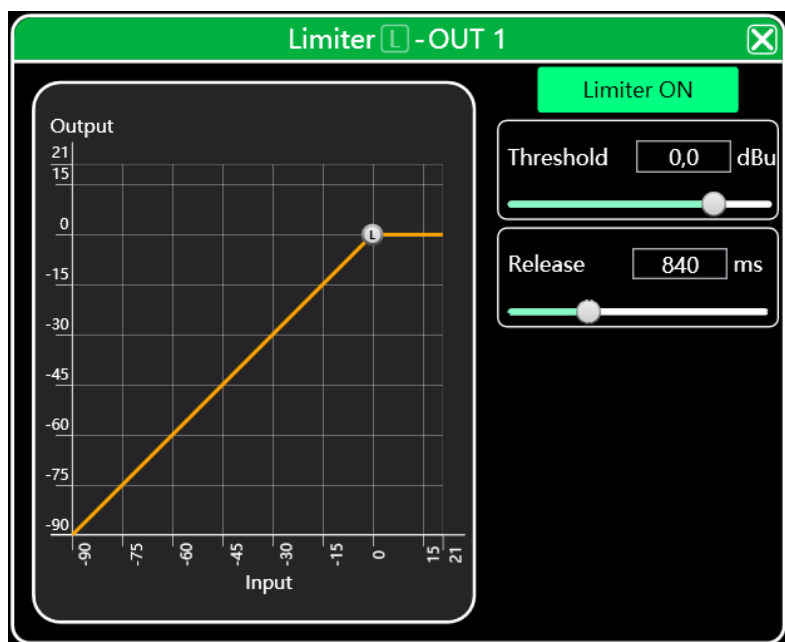 Limiter L - OUT 1
Limiter ON
Output
21
15
0
-15
-30
-45
-60
-75
-90
L
-90
-75
-60
-45
-30
-15
0
15
21
Input
Threshold 0,0 dBu
Release 840 ms